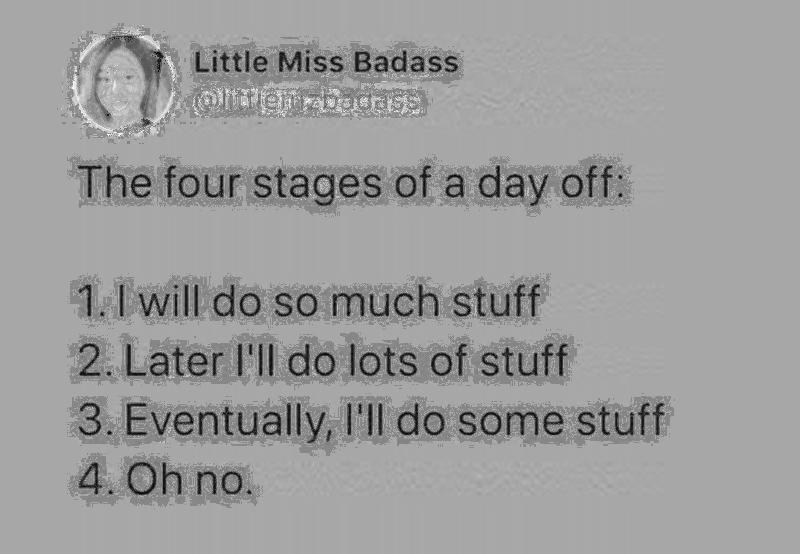 Little Miss Badass
@littlemzbadass
The four stages of a day off:
1. I will do so much stuff
2. Later I'll do lots of stuff
3. Eventually, I'll do some stuff
4. Oh no.